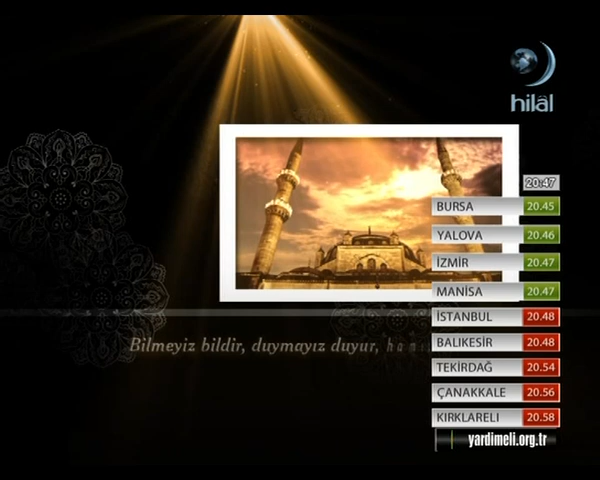 hilâl
20:47
BURSA 20.45
YALOVA 20.46
İZMİR 20.47
MANİSA 20.47
İSTANBUL 20.48
Bilmeyiz bildir, duymayız duyur,
BALIKESİR 20.48
TEKİRDAĞ 20.54
ÇANAKKALE 20.56
KIRKLARELİ 20.58
yardimeli.org.tr